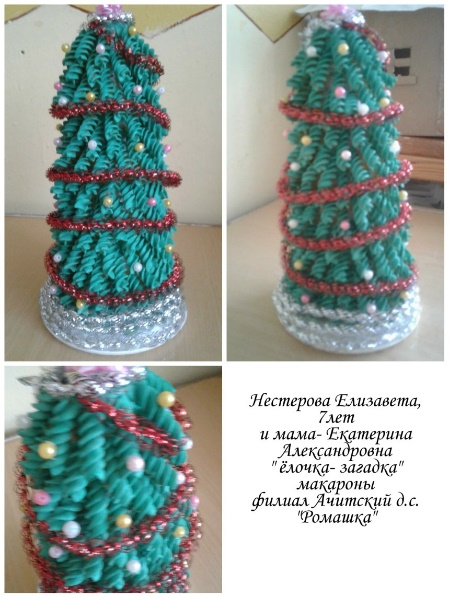 Нестерова Елизавета,
7лет
и мама- Екатерина
Александровна
" ёлочка- загадка"
макароны
филиал Ачитский д.с.
"Ромашка"